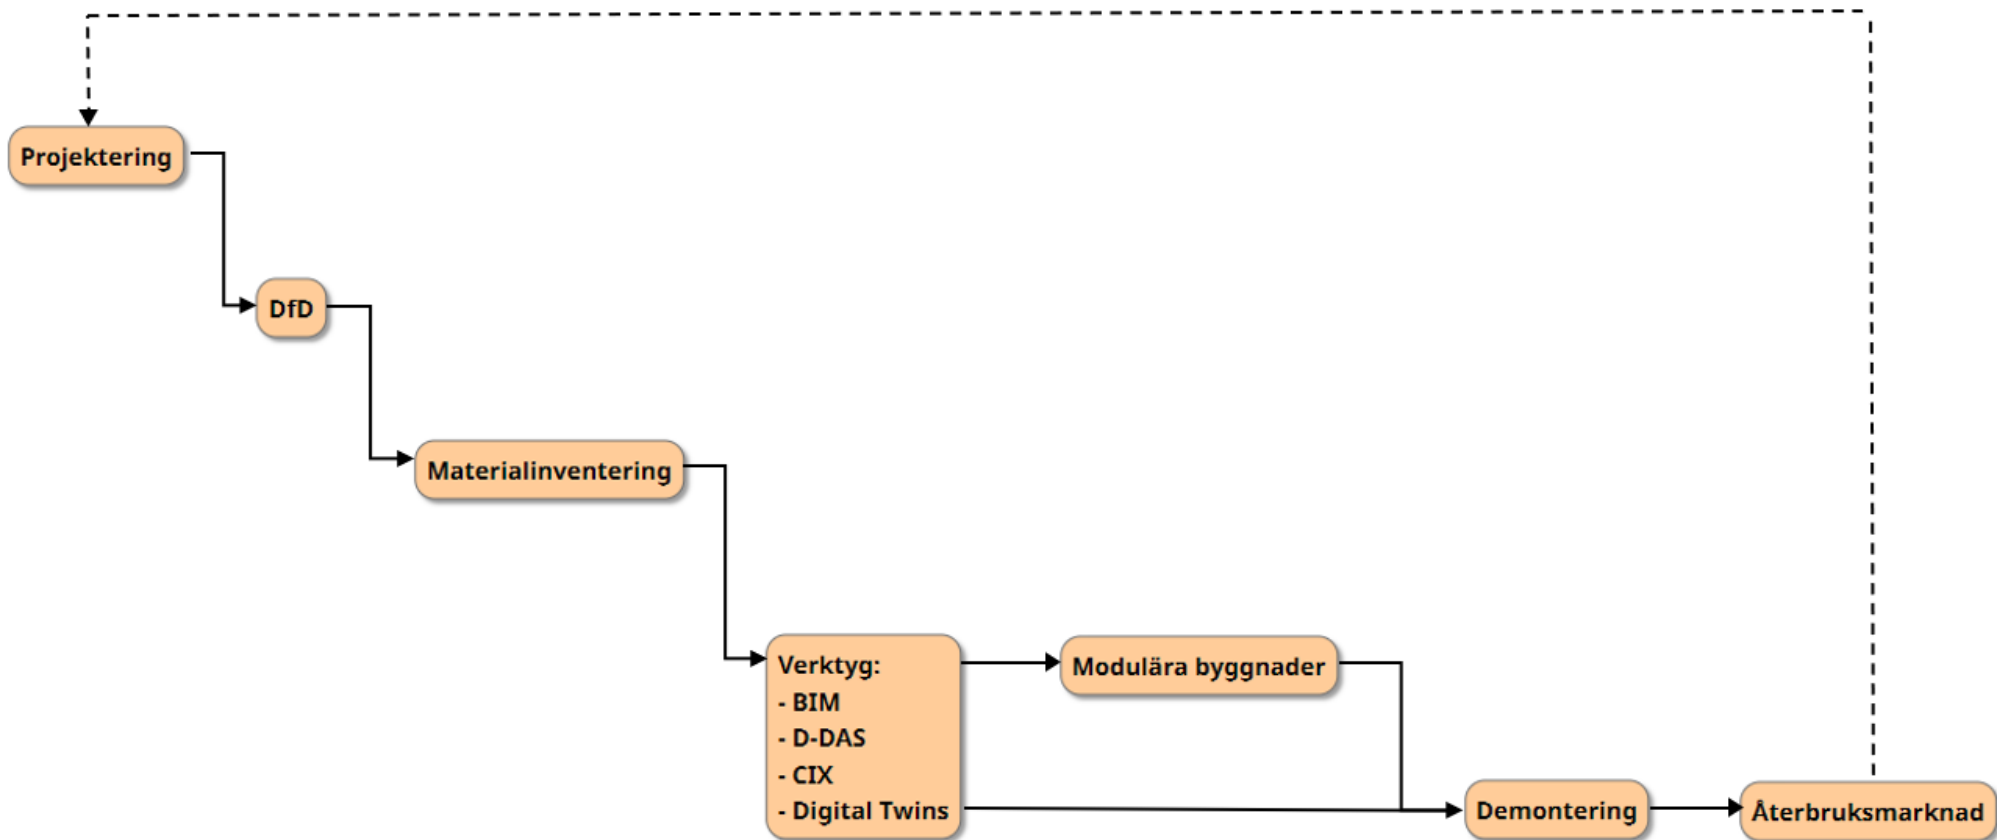 Projektering
DfD
Materialinventering
Verktyg:
- BIM
- D-DAS
- CIX
- Digital Twins
Modulära byggnader
Demontering
Återbruksmarknad